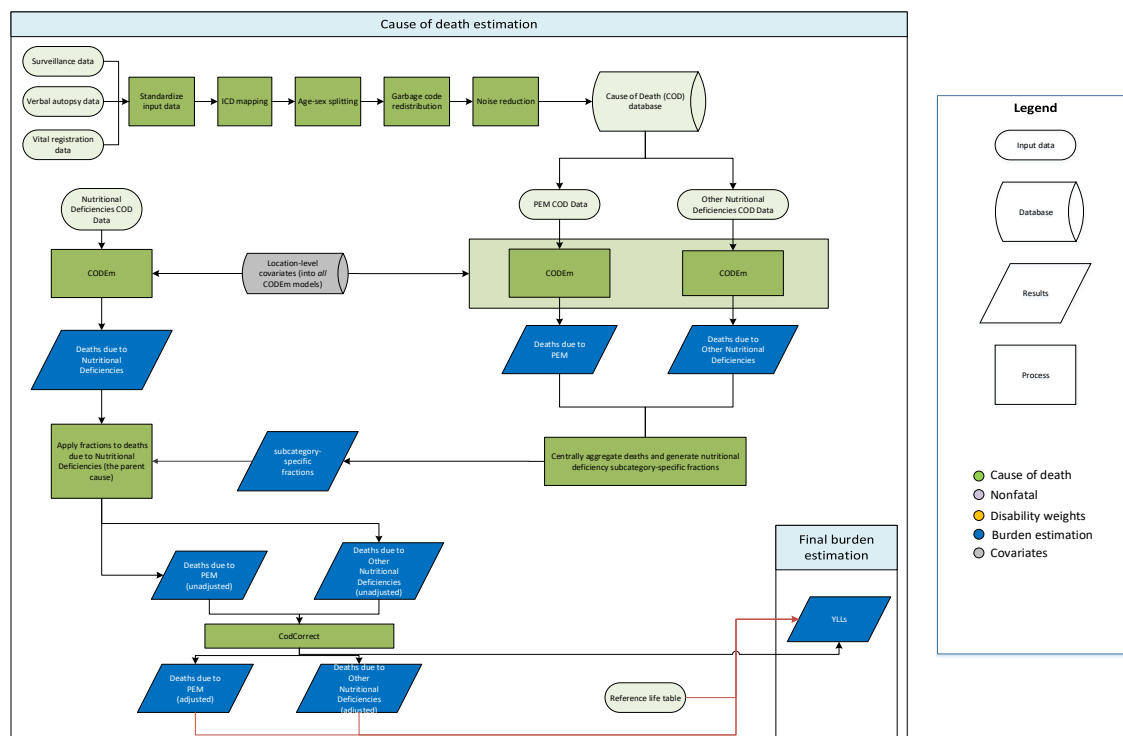 Cause of death estimation
Surveillance data
Verbal autopsy data
Vital registration
data
Standardize
input data
ICD mapping
Age-sex splitting
Garbage code
redistribution
Noise reduction
Cause of Death (COD)
database
Nutritional
Deficiencies COD
Data
PEM COD Data
Other Nutritional
Deficiencies COD Data
CODEm
Location-level
covariates (into all
CODEm models)
CODEm
CODEm
Deaths due to
Nutritional
Deficiencies
Deaths due to
PEM
Deaths due to
Other Nutritional
Deficiencies
Apply fractions to deaths
due to Nutritional
Deficiencies (the parent
cause)
subcategory-
specific
fractions
Centrally aggregate deaths and generate nutritional
deficiency subcategory-specific fractions
Deaths due to
PEM
(unadjusted)
Deaths due to
Other
Nutritional
Deficiencies
(unadjusted)
CodCorrect
Deaths due to
PEM
(adjusted)
Deaths due to
Other
Nutritional
Deficiencies
(adjusted)
Reference life table
Final burden
estimation
YLLs
Legend
Input data
Database
Results
Process
Cause of death
Nonfatal
Disability weights
Burden estimation
Covariates